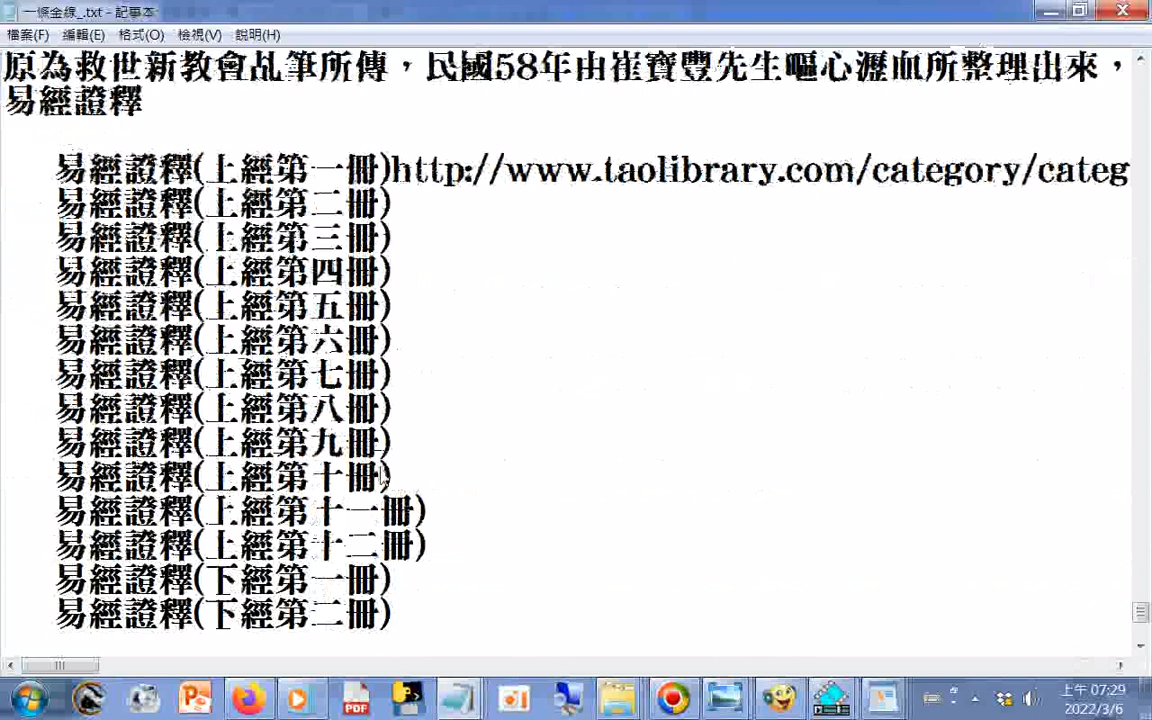 一條金線_.txt - 記事本
檔案(F) 編輯(E) 格式(O) 檢視(V) 說明(H)
原為救世新教會乩筆所傳，民國58年由崔寶豐先生嘔心瀝血所整理出來，
易經證釋
易經證釋(上經第一冊)http://www.taolibrary.com/category/categ
易經證釋(上經第二冊)
易經證釋(上經第三冊)
易經證釋(上經第四冊)
易經證釋(上經第五冊)
易經證釋(上經第六冊)
易經證釋(上經第七冊)
易經證釋(上經第八冊)
易經證釋(上經第九冊)
易經證釋(上經第十冊)
易經證釋(上經第十一冊)
易經證釋(上經第十二冊)
易經證釋(下經第一冊)
易經證釋(下經第二冊)
PDF
上午 07:29
2022/3/6